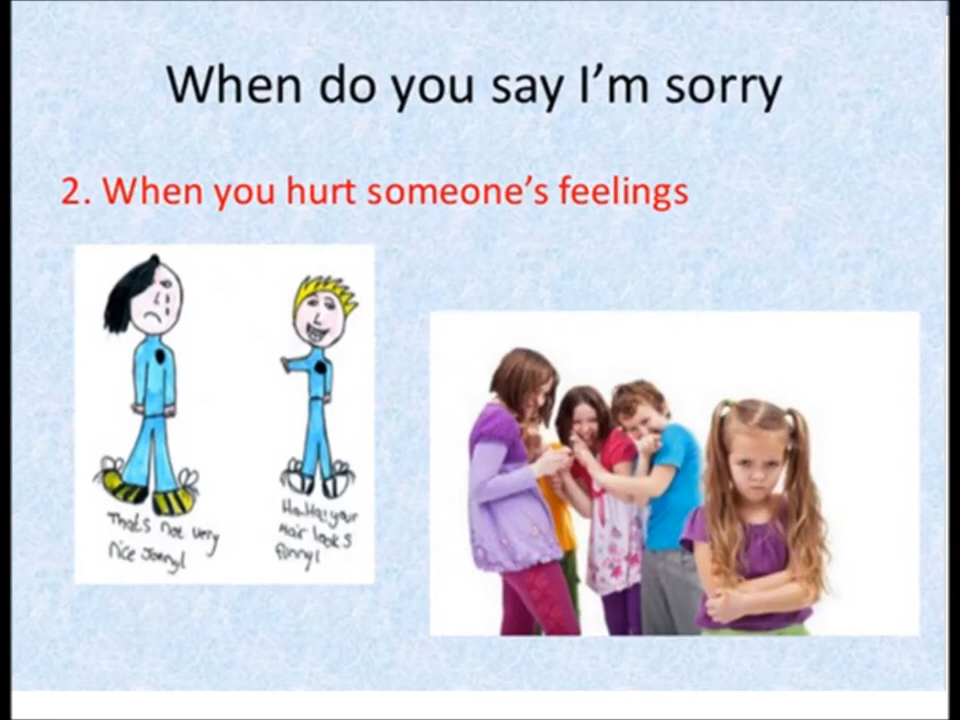 When do you say I'm sorry
2. When you hurt someone's feelings
Thats not very
nice Jonny!
Ha.Ha! your
Hair looks
funny!